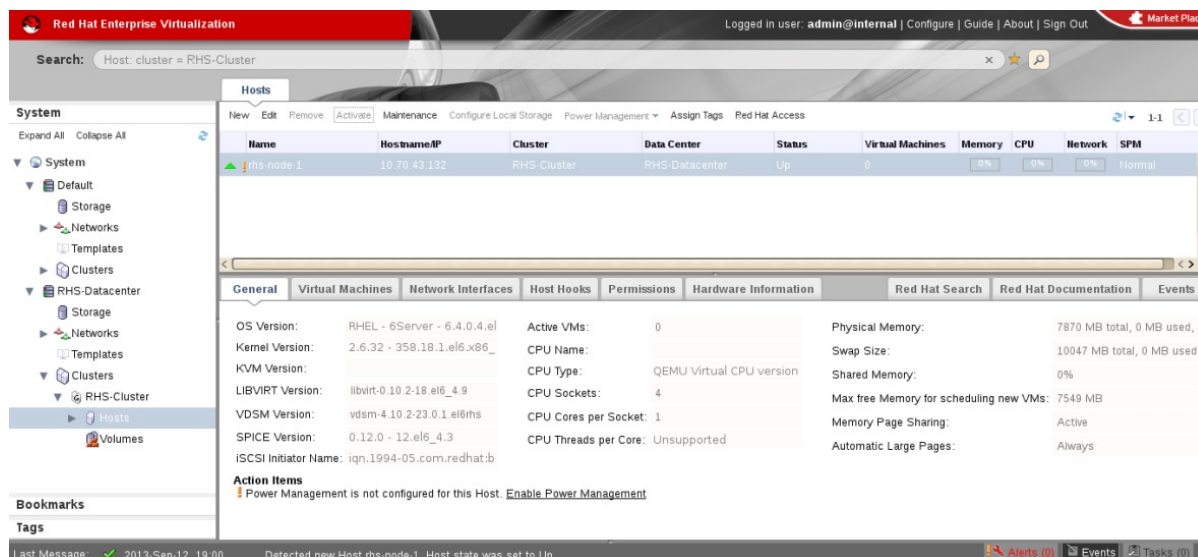 Red Hat Enterprise Virtualization
Logged in user: admin@internal | Configure | Guide | About | Sign Out
Market Plac
Search: Host: cluster = RHS-Cluster
Hosts
System
Expand All Collapse All
System
Default
Storage
Networks
Templates
Clusters
RHS-Datacenter
Storage
Networks
Templates
Clusters
RHS-Cluster
Hosts
Volumes
Bookmarks
Tags
New Edit Remove Activate Maintenance Configure Local Storage Power Management Assign Tags Red Hat Access 1-1
Name Hostname/IP Cluster Data Center Status Virtual Machines Memory CPU Network SPM
rhs-node-1 10.70.43.132 RHS-Cluster RHS-Datacenter Up 0 0% 0% 0% Normal
General Virtual Machines Network Interfaces Host Hooks Permissions Hardware Information Red Hat Search Red Hat Documentation Events
OS Version: RHEL - 6Server - 6.4.0.4.el
Kernel Version: 2.6.32 - 358.18.1.el6.x86_
KVM Version:
LIBVIRT Version: libvirt-0.10.2-18.el6_4.9
VDSM Version: vdsm-4.10.2-23.0.1.el6rhs
SPICE Version: 0.12.0 - 12.el6_4.3
iSCSI Initiator Name: iqn.1994-05.com.redhat:b
Active VMs: 0
CPU Name:
CPU Type: QEMU Virtual CPU version
CPU Sockets: 4
CPU Cores per Socket: 1
CPU Threads per Core: Unsupported
Physical Memory: 7870 MB total, 0 MB used,
Swap Size: 10047 MB total, 0 MB used
Shared Memory: 0%
Max free Memory for scheduling new VMs: 7549 MB
Memory Page Sharing: Active
Automatic Large Pages: Always
Action Items
Power Management is not configured for this Host. Enable Power Management
Last Message: 2013-Sep-12, 19:00 Detected new Host rhs-node-1. Host state was set to Up.
Alerts (0) Events Tasks (0)